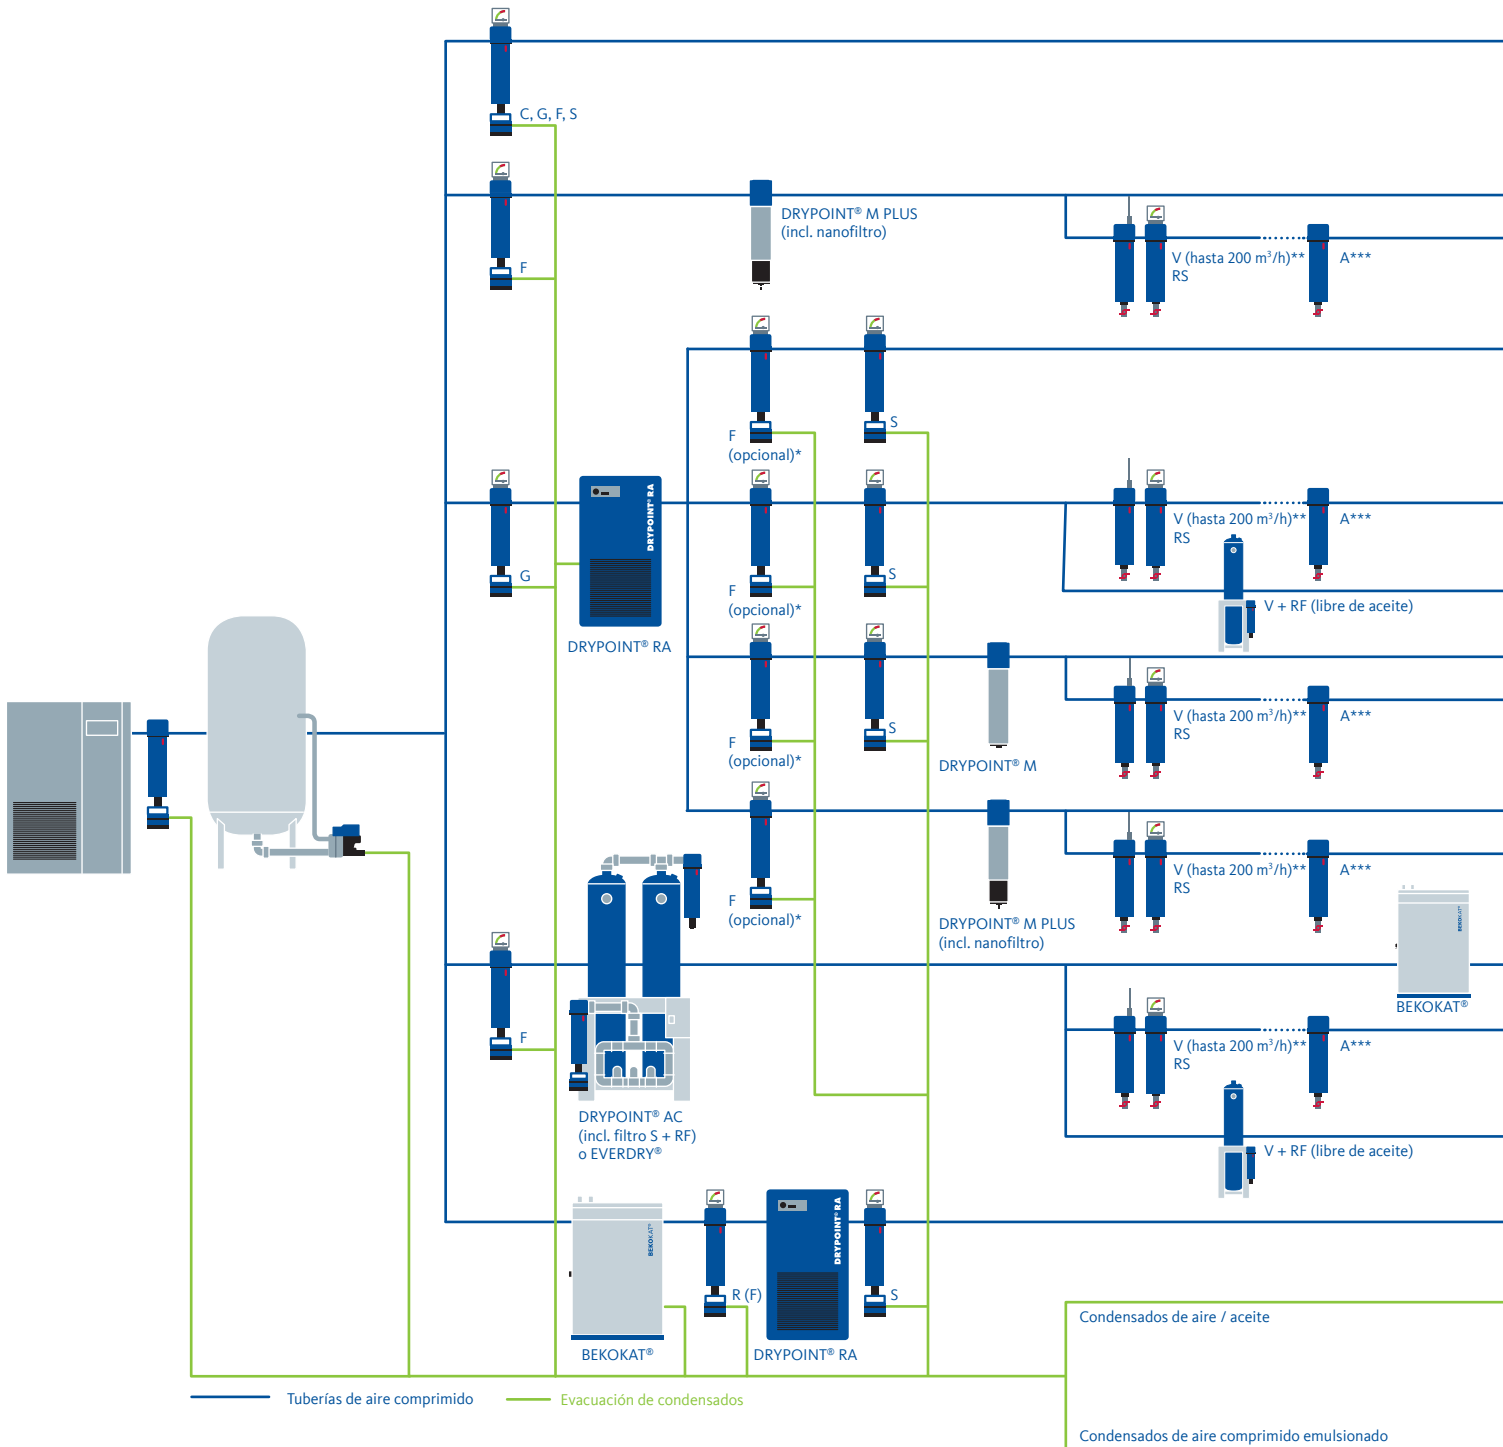 C, G, F, S
F
DRYPOINT® M PLUS
(incl. nanofiltro)
V (hasta 200 m³/h)**
RS
A***
F
(opcional)*
S
G
DRYPOINT® RA
DRYPOINT® RA
F
(opcional)*
S
V (hasta 200 m³/h)**
RS
A***
V + RF (libre de aceite)
F
(opcional)*
S
DRYPOINT® M
V (hasta 200 m³/h)**
RS
A***
F
(opcional)*
DRYPOINT® M PLUS
(incl. nanofiltro)
V (hasta 200 m³/h)**
RS
A***
BEKOKAT®
BEKOKAT®
F
DRYPOINT® AC
(incl. filtro S + RF)
o EVERDRY®
V (hasta 200 m³/h)**
RS
A***
V + RF (libre de aceite)
BEKOKAT®
BEKOKAT®
R (F)
DRYPOINT® RA
DRYPOINT® RA
S
Condensados de aire / aceite
Tuberías de aire comprimido
Evacuación de condensados
Condensados de aire comprimido emulsionado